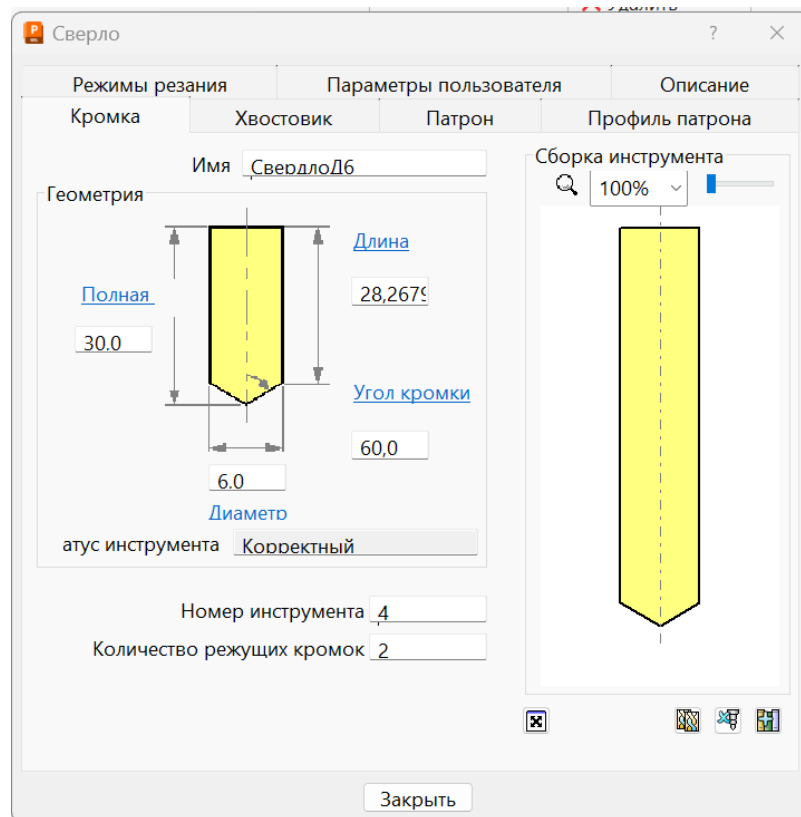 Удалить
Сверло
?
Режимы резания
Параметры пользователя
Описание
Кромка
Хвостовик
Патрон
Профиль патрона
Имя СвердлоД6
Сборка инструмента
100%
Геометрия
Длина
28,2679
Полная
30.0
Угол кромки
60,0
6.0
Диаметр
атус инструмента Корректный
Номер инструмента 4
Количество режущих кромок 2
Закрыть